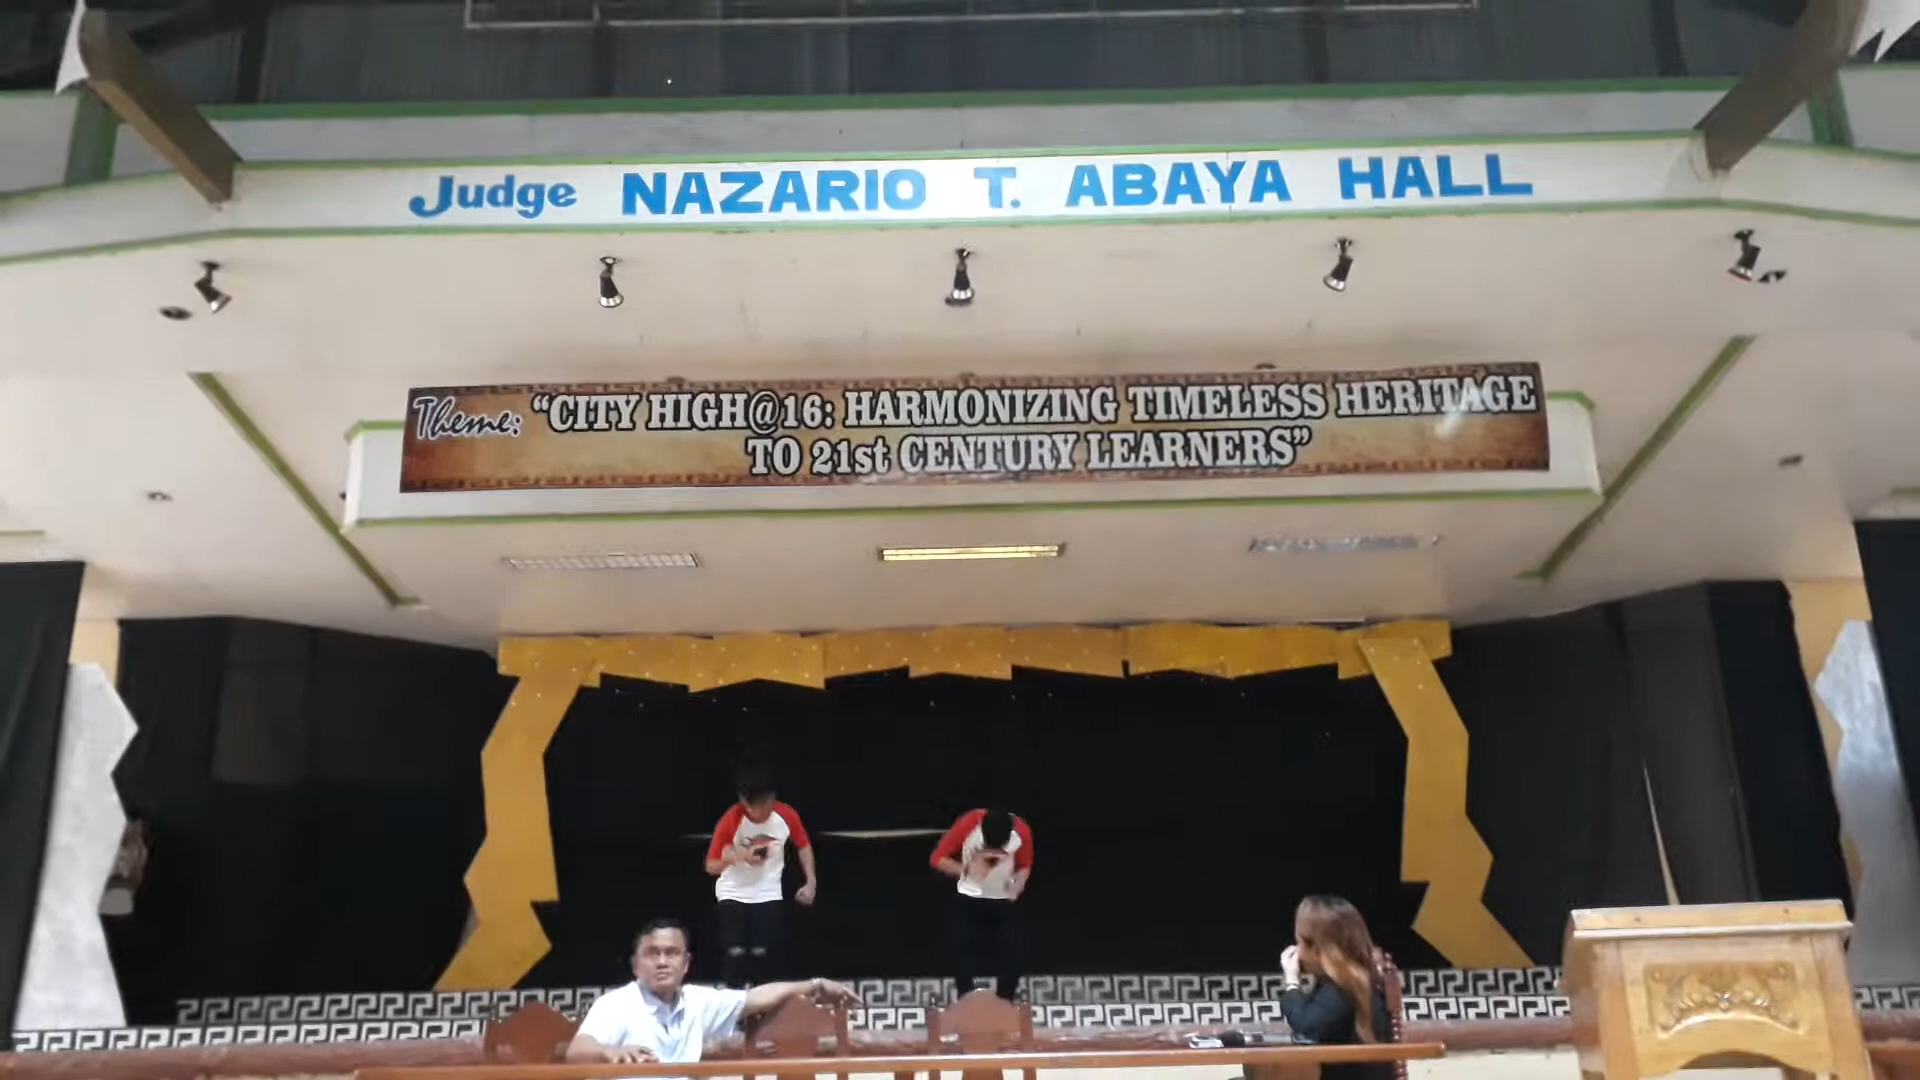 Judge NAZARIO T. ABAYA HALL
Theme: “CITY HIGH@16: HARMONIZING TIMELESS HERITAGE
TO 21st CENTURY LEARNERS”